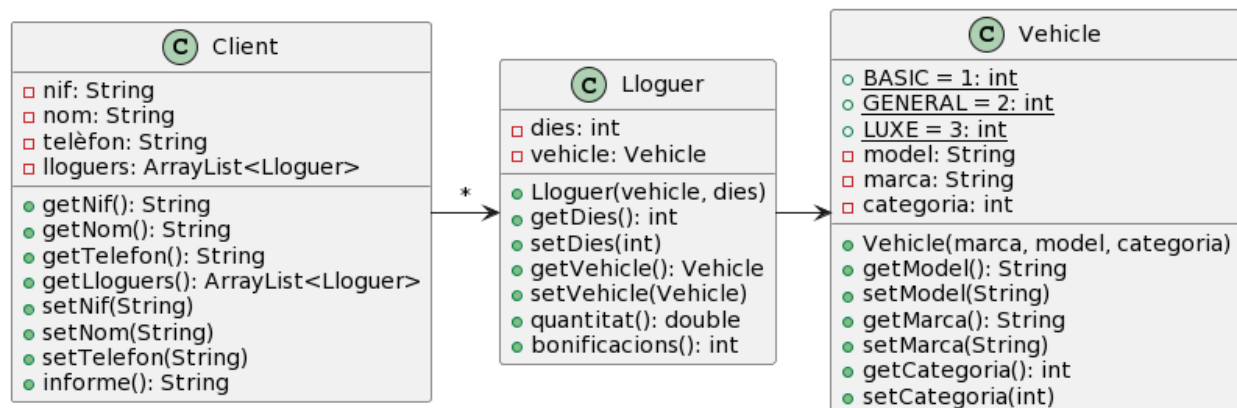 C Client
nif: String
nom: String
telèfon: String
lloguers: ArrayList<Lloguer>
getNif(): String
getNom(): String
getTelefon(): String
getLloguers(): ArrayList<Lloguer>
setNif(String)
setNom(String)
setTelefon(String)
informe(): String
*
C Lloguer
dies: int
vehicle: Vehicle
Lloguer(vehicle, dies)
getDies(): int
setDies(int)
getVehicle(): Vehicle
setVehicle(Vehicle)
quantitat(): double
bonificacions(): int
C Vehicle
BASIC = 1: int
GENERAL = 2: int
LUXE = 3: int
model: String
marca: String
categoria: int
Vehicle(marca, model, categoria)
getModel(): String
setModel(String)
getMarca(): String
setMarca(String)
getCategoria(): int
setCategoria(int)